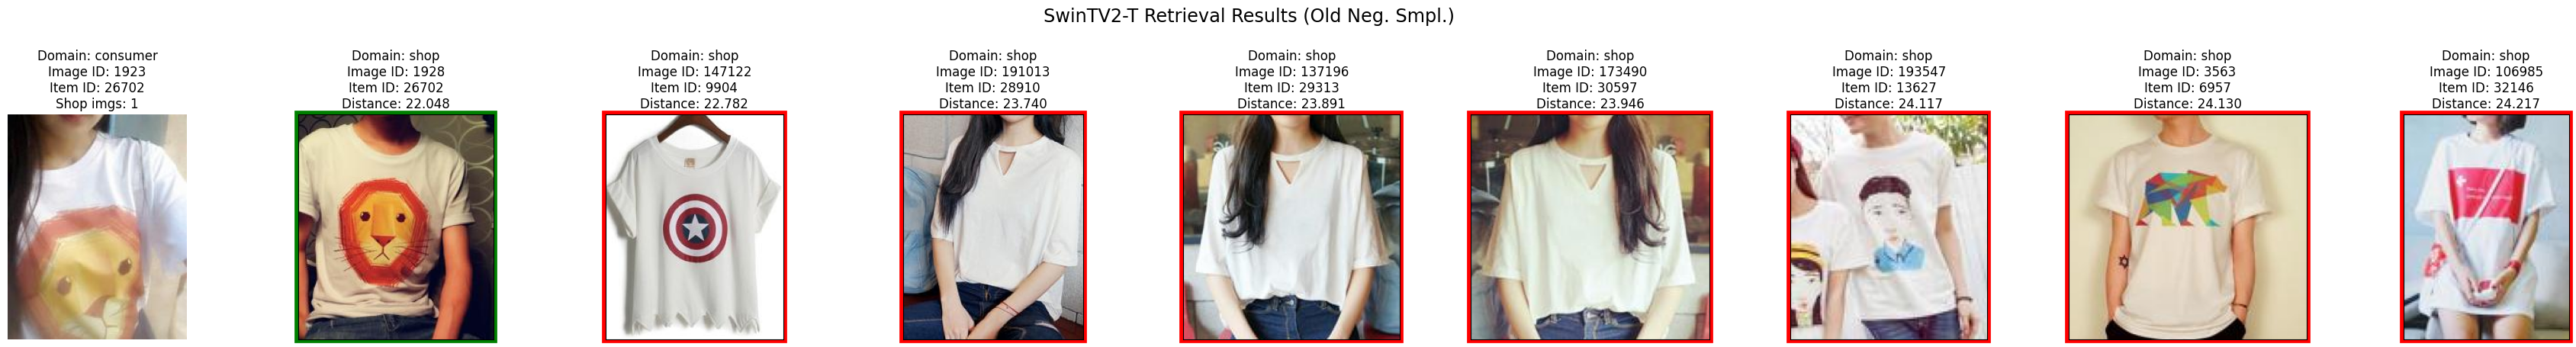 SwinTV2-T Retrieval Results (Old Neg. Smpl.)
Domain: consumer
Image ID: 1923
Item ID: 26702
Shop imgs: 1
Domain: shop
Image ID: 1928
Item ID: 26702
Distance: 22.048
Domain: shop
Image ID: 147122
Item ID: 9904
Distance: 22.782
Domain: shop
Image ID: 191013
Item ID: 28910
Distance: 23.740
Domain: shop
Image ID: 137196
Item ID: 29313
Distance: 23.891
Domain: shop
Image ID: 173490
Item ID: 30597
Distance: 23.946
Domain: shop
Image ID: 193547
Item ID: 13627
Distance: 24.117
Domain: shop
Image ID: 3563
Item ID: 6957
Distance: 24.130
Domain: shop
Image ID: 106985
Item ID: 32146
Distance: 24.217